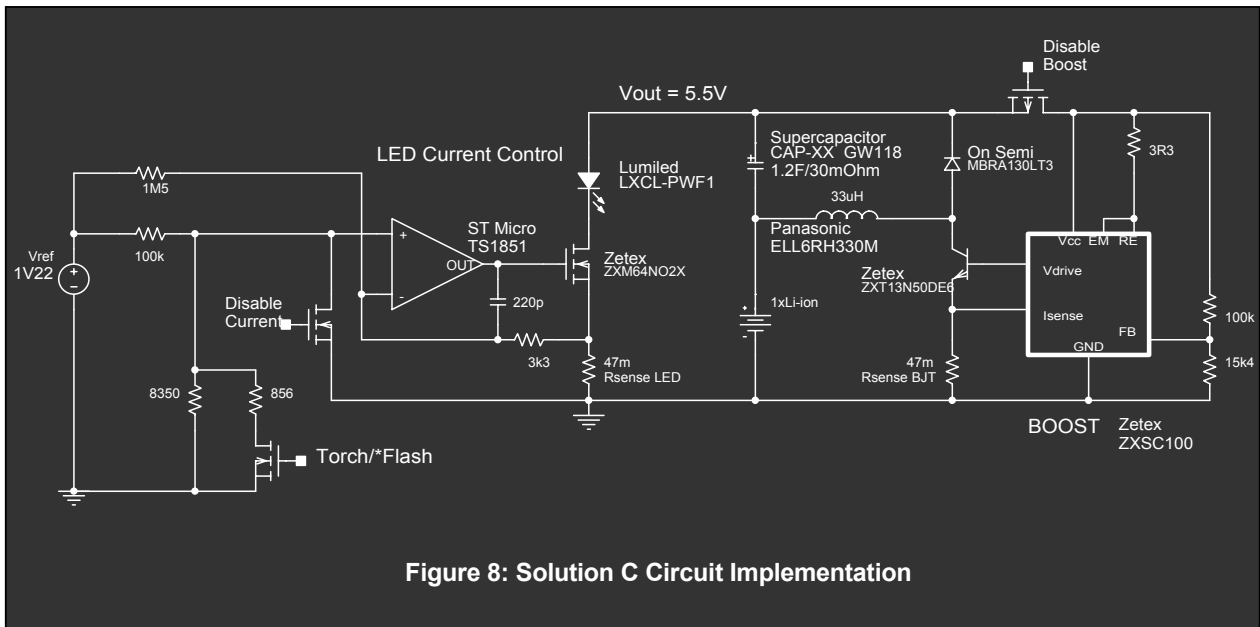 Disable
Boost
Vout = 5.5V
Supercapacitor
CAP-XX GW118
1.2F/30mOhm
On Semi
MBRA130LT3
3R3
LED Current Control
Lumiled
LXCL-PWF1
1M5
33uH
Panasonic
ELL6RH330M
Vref
1V22
+
-
100k
+
-
OUT
ST Micro
TS1851
Zetex
ZXM64NO2X
220p
Disable
Current
3k3
47m
Rsense LED
8350
856
Torch/*Flash
+
1xLi-ion
-
+
Zetex
ZXT13N50DE6
47m
Rsense BJT
Vcc
EM
RE
Vdrive
Isense
FB
GND
100k
15k4
BOOST
Zetex
ZXSC100
Figure 8: Solution C Circuit Implementation